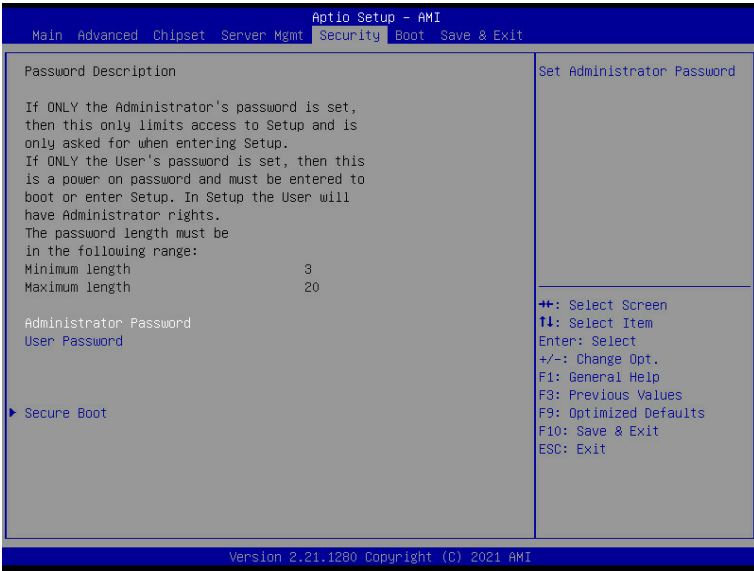 Aptio Setup – AMI
Main Advanced Chipset Server Mgmt Security Boot Save & Exit
Password Description
If ONLY the Administrator's password is set,
then this only limits access to Setup and is
only asked for when entering Setup.
If ONLY the User's password is set, then this
is a power on password and must be entered to
boot or enter Setup. In Setup the User will
have Administrator rights.
The password length must be
in the following range:
Minimum length 3
Maximum length 20
Administrator Password
User Password
Secure Boot
Set Administrator Password
→←: Select Screen
↑↓: Select Item
Enter: Select
+/-: Change Opt.
F1: General Help
F3: Previous Values
F9: Optimized Defaults
F10: Save & Exit
ESC: Exit
Version 2.21.1280 Copyright (C) 2021 AMI